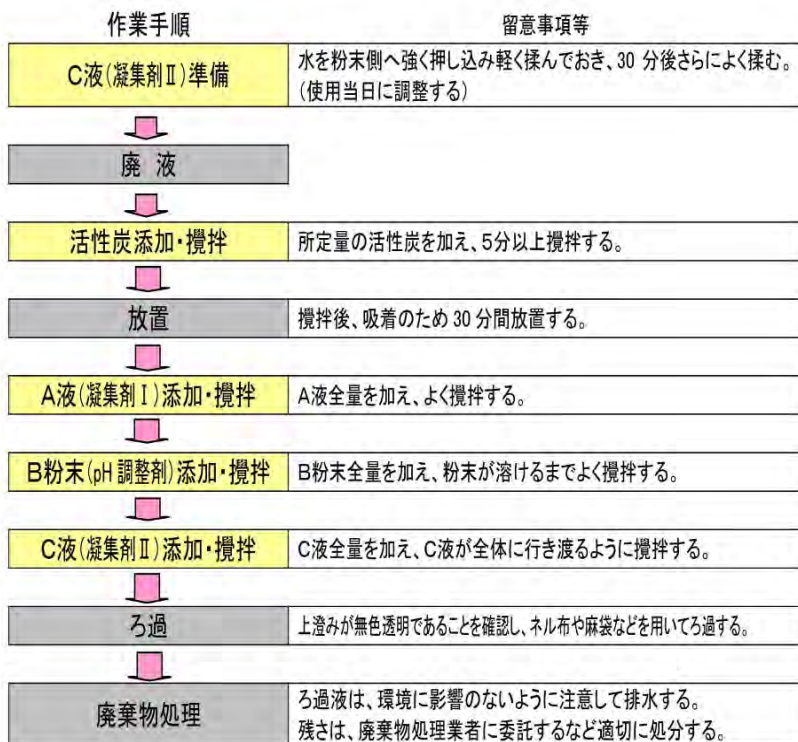 作業手順
留意事項等
C液(凝集剤Ⅱ)準備
水を粉末側へ強く押し込み軽く揉んでおき、30 分後さらによく揉む。
(使用当日に調整する)
廃 液
活性炭添加・攪拌
所定量の活性炭を加え、5分以上攪拌する。
放置
攪拌後、吸着のため 30 分間放置する。
A液(凝集剤Ⅰ)添加・攪拌
A液全量を加え、よく攪拌する。
B粉末(pH 調整剤)添加・攪拌
B粉末全量を加え、粉末が溶けるまでよく攪拌する。
C液(凝集剤Ⅱ)添加・攪拌
C液全量を加え、C液が全体に行き渡るように攪拌する。
ろ過
上澄みが無色透明であることを確認し、ネル布や麻袋などを用いてろ過する。
廃棄物処理
ろ過液は、環境に影響のないように注意して排水する。
残さは、廃棄物処理業者に委託するなど適切に処分する。